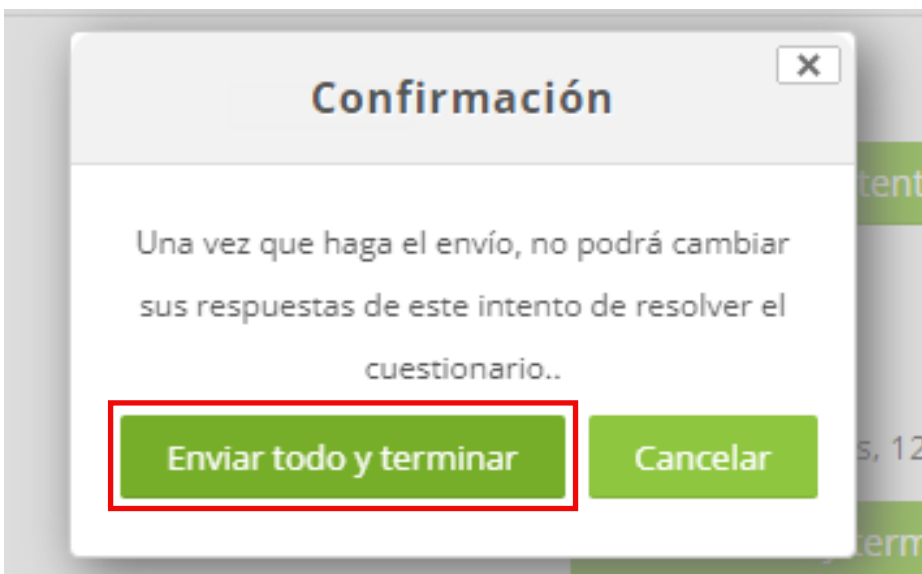 Confirmación
Una vez que haga el envío, no podrá cambiar
sus respuestas de este intento de resolver el
cuestionario..
Enviar todo y terminar
Cancelar